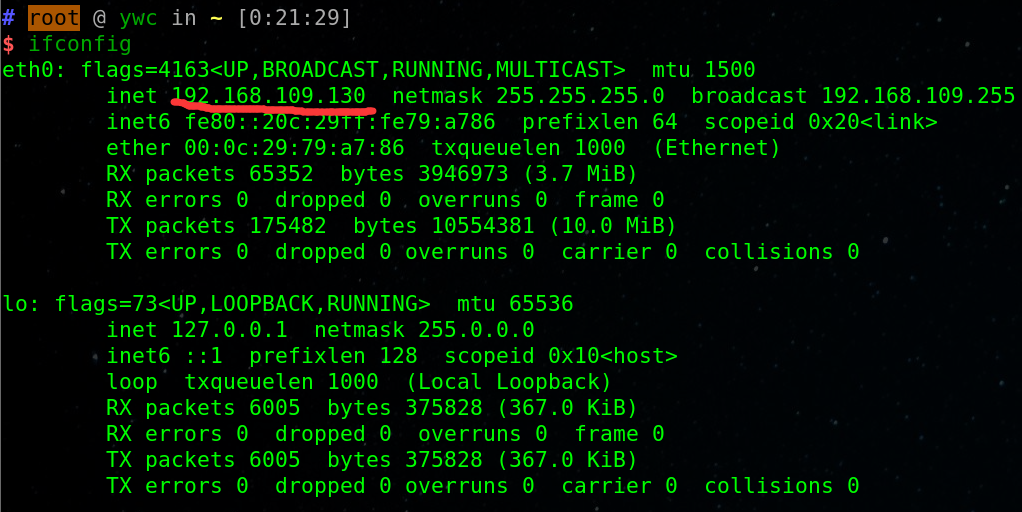 # root @ ywc in ~ [0:21:29]
$ ifconfig
eth0: flags=4163<UP,BROADCAST,RUNNING,MULTICAST>  mtu 1500
        inet 192.168.109.130  netmask 255.255.255.0  broadcast 192.168.109.255
        inet6 fe80::20c:29ff:fe79:a786  prefixlen 64  scopeid 0x20<link>
        ether 00:0c:29:79:a7:86  txqueuelen 1000  (Ethernet)
        RX packets 65352  bytes 3946973 (3.7 MiB)
        RX errors 0  dropped 0  overruns 0  frame 0
        TX packets 175482  bytes 10554381 (10.0 MiB)
        TX errors 0  dropped 0 overruns 0  carrier 0  collisions 0
lo: flags=73<UP,LOOPBACK,RUNNING>  mtu 65536
        inet 127.0.0.1  netmask 255.0.0.0
        inet6 ::1  prefixlen 128  scopeid 0x10<host>
        loop  txqueuelen 1000  (Local Loopback)
        RX packets 6005  bytes 375828 (367.0 KiB)
        RX errors 0  dropped 0  overruns 0  frame 0
        TX packets 6005  bytes 375828 (367.0 KiB)
        TX errors 0  dropped 0 overruns 0  carrier 0  collisions 0